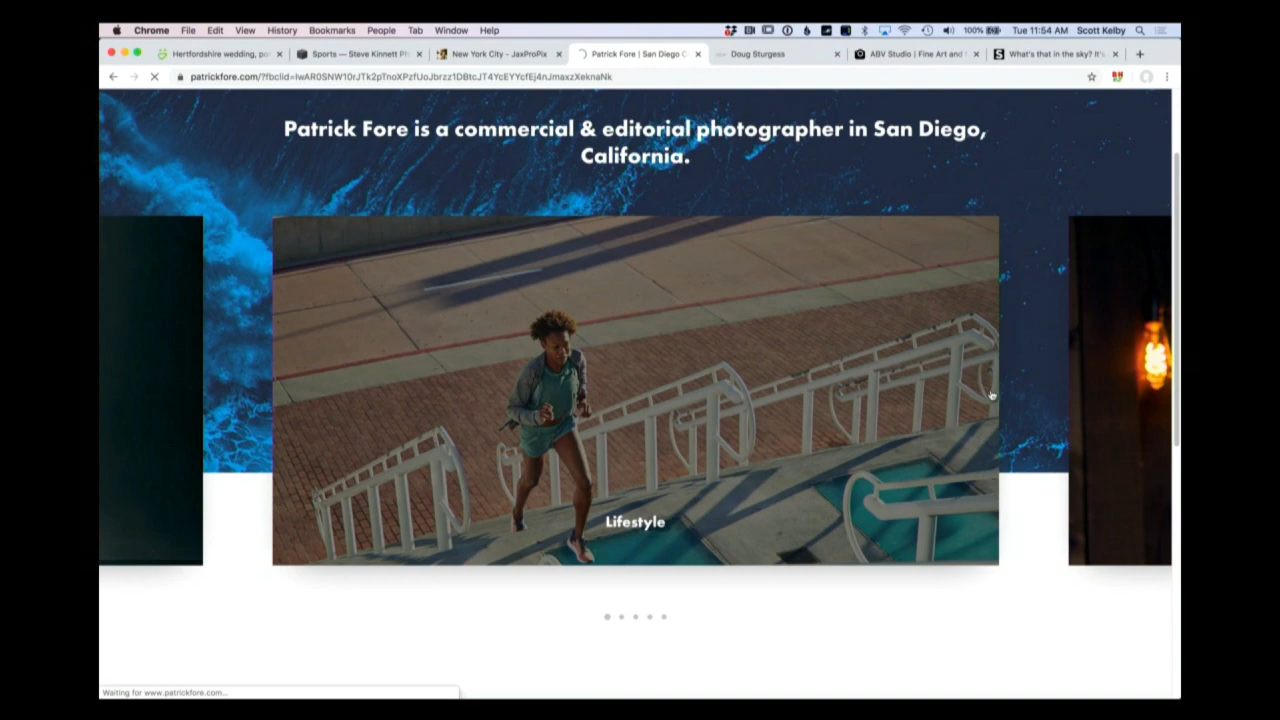 Chrome File Edit View History Bookmarks People Tab Window Help 100% Tue 11:54 AM Scott Kelby
Hertfordshire wedding, po Sports — Steve Kinnett Ph New York City - JaxProPix Patrick Fore | San Diego C Doug Sturgess ABV Studio | Fine Art and What's that in the sky? It's
patrickfore.com/?fbclid=IwAR0SNW10rJTk2pTnoXPzfUoJbrzz1DBtcJT4YcEYYcfEj4nJmaxzXeknaNk
Patrick Fore is a commercial & editorial photographer in San Diego,
California.
Lifestyle
Waiting for www.patrickfore.com...